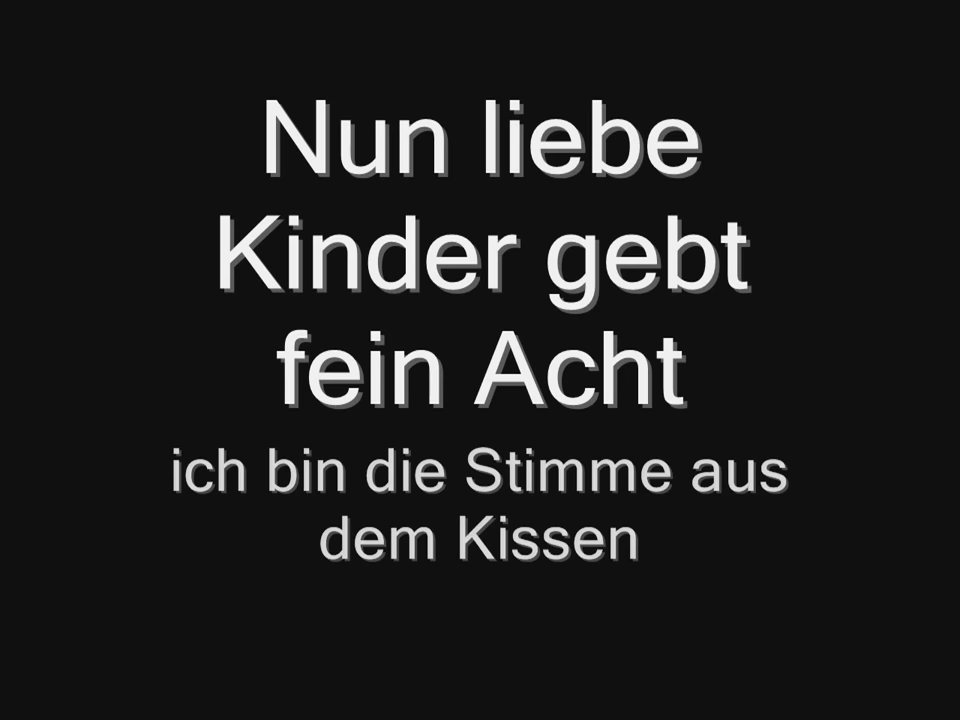 Nun liebe
Kinder gebt
fein Acht
ich bin die Stimme aus
dem Kissen